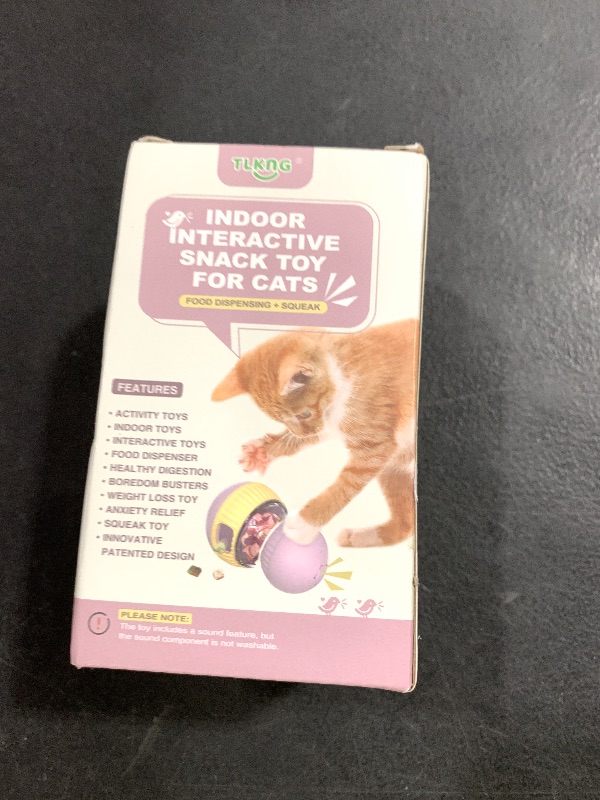 TLKNG®
INDOOR
INTERACTIVE
SNACK TOY
FOR CATS
FOOD DISPENSING + SQUEAK
FEATURES
• ACTIVITY TOYS
• INDOOR TOYS
• INTERACTIVE TOYS
• FOOD DISPENSER
• HEALTHY DIGESTION
• BOREDOM BUSTERS
• WEIGHT LOSS TOY
• ANXIETY RELIEF
• SQUEAK TOY
• INNOVATIVE
PATENTED DESIGN
PLEASE NOTE:
The toy includes a sound feature, but
the sound component is not washable.